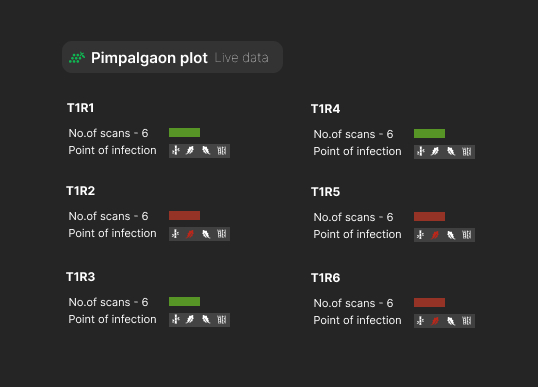 Pimpalgaon plot Live data
T1R1
No.of scans - 6
Point of infection
T1R4
No.of scans - 6
Point of infection
T1R2
No.of scans - 6
Point of infection
T1R5
No.of scans - 6
Point of infection
T1R3
No.of scans - 6
Point of infection
T1R6
No.of scans - 6
Point of infection